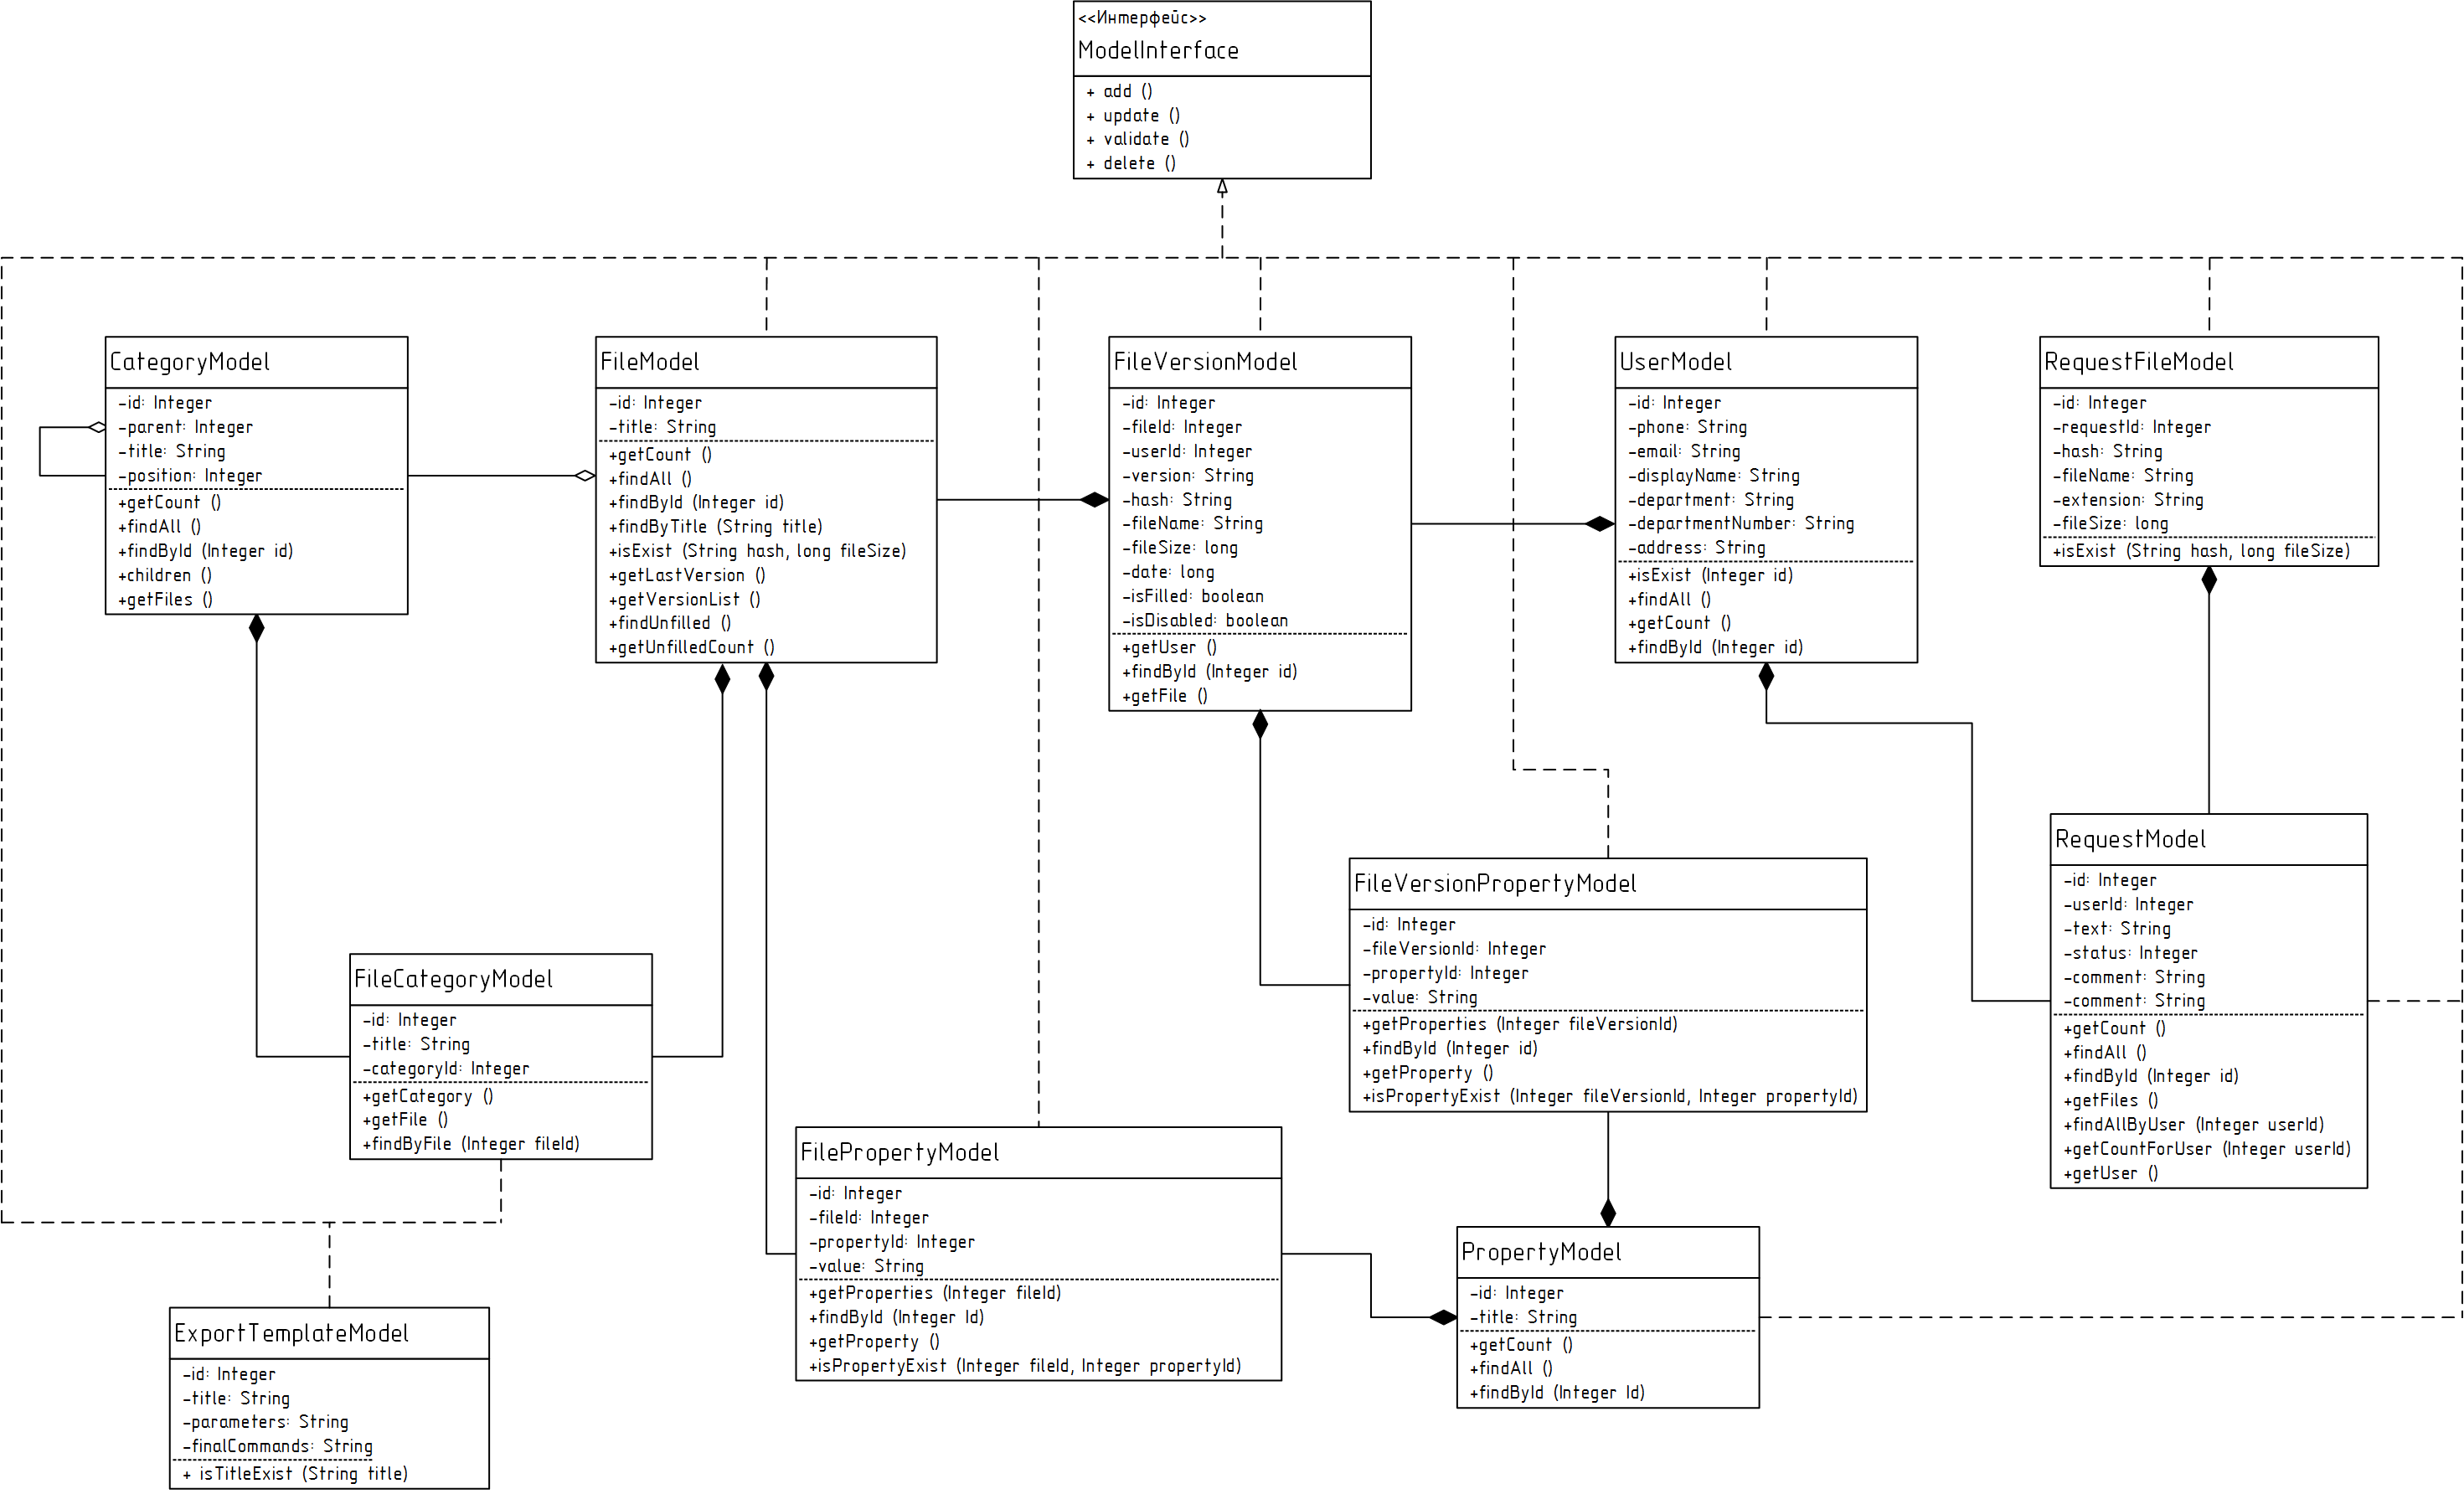 <<Интерфейс>>
ModelInterface
+ add ()
+ update ()
+ validate ()
+ delete ()
CategoryModel
-id: Integer
-parent: Integer
-title: String
-position: Integer
+getCount ()
+findAll ()
+findById (Integer id)
+children ()
+getFiles ()
FileModel
-id: Integer
-title: String
+getCount ()
+findAll ()
+findById (Integer id)
+findByTitle (String title)
+isExist (String hash, long fileSize)
+getLastVersion ()
+getVersionList ()
+findUnfilled ()
+getUnfilledCount ()
FileVersionModel
-id: Integer
-fileId: Integer
-userId: Integer
-version: String
-hash: String
-fileName: String
-fileSize: long
-date: long
-isFilled: boolean
-isDisabled: boolean
+getUser ()
+findById (Integer id)
+getFile ()
UserModel
-id: Integer
-phone: String
-email: String
-displayName: String
-department: String
-departmentNumber: String
-address: String
+isExist (Integer id)
+findAll ()
+getCount ()
+findById (Integer id)
RequestFileModel
-id: Integer
-requestId: Integer
-hash: String
-fileName: String
-extension: String
-fileSize: long
+isExist (String hash, long fileSize)
FileVersionPropertyModel
-id: Integer
-fileVersionId: Integer
-propertyId: Integer
-value: String
+getProperties (Integer fileVersionId)
+findById (Integer id)
+getProperty ()
+isPropertyExist (Integer fileVersionId, Integer propertyId)
RequestModel
-id: Integer
-userId: Integer
-text: String
-status: Integer
-comment: String
-comment: String
+getCount ()
+findAll ()
+findById (Integer id)
+getFiles ()
+findAllByUser (Integer userId)
+getCountForUser (Integer userId)
+getUser ()
FileCategoryModel
-id: Integer
-title: String
-categoryId: Integer
+getCategory ()
+getFile ()
+findByFile (Integer fileId)
FilePropertyModel
-id: Integer
-fileId: Integer
-propertyId: Integer
-value: String
+getProperties (Integer fileId)
+findById (Integer Id)
+getProperty ()
+isPropertyExist (Integer fileId, Integer propertyId)
PropertyModel
-id: Integer
-title: String
+getCount ()
+findAll ()
+findById (Integer Id)
ExportTemplateModel
-id: Integer
-title: String
-parameters: String
-finalCommands: String
+ isTitleExist (String title)